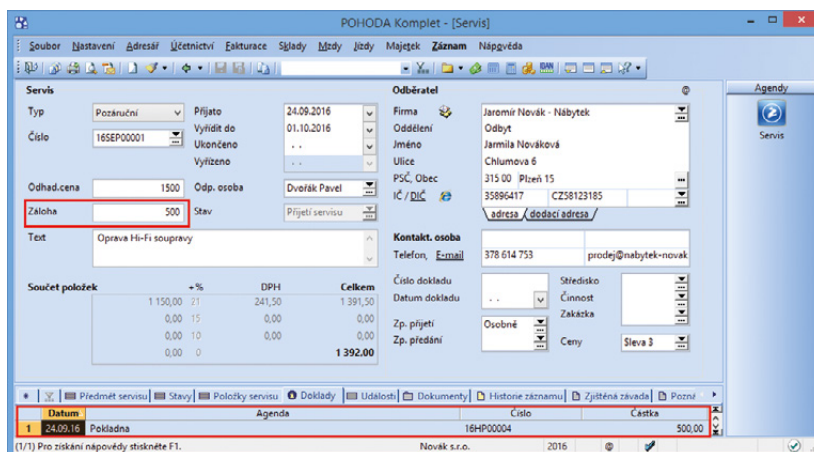 POHODA Komplet - [Servis]
Soubor Nastavení Adresář Účetnictví Fakturace Sklady Mzdy Jízdy Majetek Záznam Nápověda
Servis
Typ Pozáruční
Číslo 16SEP00001
Přijato 24.09.2016
Vyřídit do 01.10.2016
Ukončeno . .
Vyřízeno . .
Odhad.cena 1500
Odp. osoba Dvořák Pavel
Záloha 500
Stav Přijetí servisu
Text Oprava Hi-Fi soupravy
Součet položek +% DPH Celkem
1 150,00 21 241,50 1 391,50
0,00 15 0,00 0,00
0,00 10 0,00 0,00
0,00 0 1 392.00
Odběratel @
Firma Jaromír Novák - Nábytek
Oddělení Odbyt
Jméno Jarmila Nováková
Ulice Chlumova 6
PSČ, Obec 315 00 Plzeň 15
IČ / DIČ 35896417 CZ58123185
adresa dodací adresa
Kontakt. osoba
Telefon, E-mail 378 614 753 prodej@nabytek-novak
Číslo dokladu
Datum dokladu . .
Zp. přijetí Osobně
Zp. předání
Středisko
Činnost
Zakázka
Ceny Sleva 3
Agendy
Servis
* Předmět servisu Stavy Položky servisu Doklady Události Dokumenty Historie záznamu Zjištěná závada Pozná
Datum Agenda Číslo Částka
1 24.09.16 Pokladna 16HP00004 500,00
(1/1) Pro získání nápovědy stiskněte F1. Novák s.r.o. 2016 @